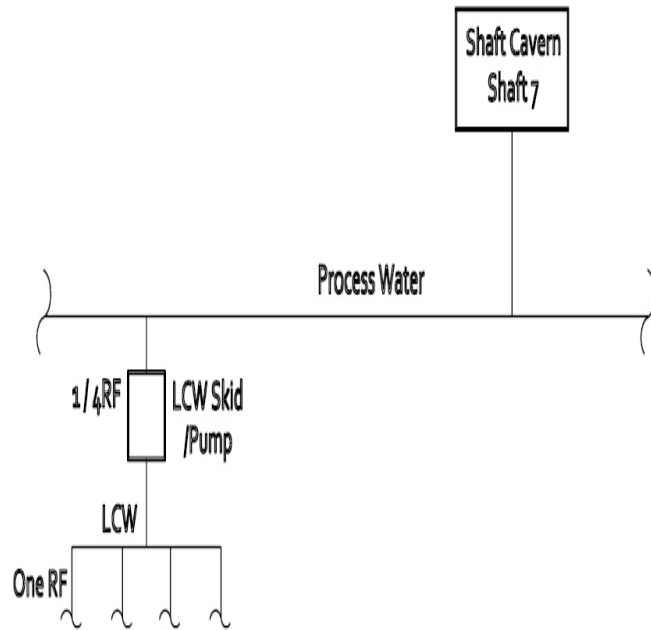 Shaft Cavern
Shaft 7
Process Water
1/4RF
LCW Skid
/Pump
LCW
One RF